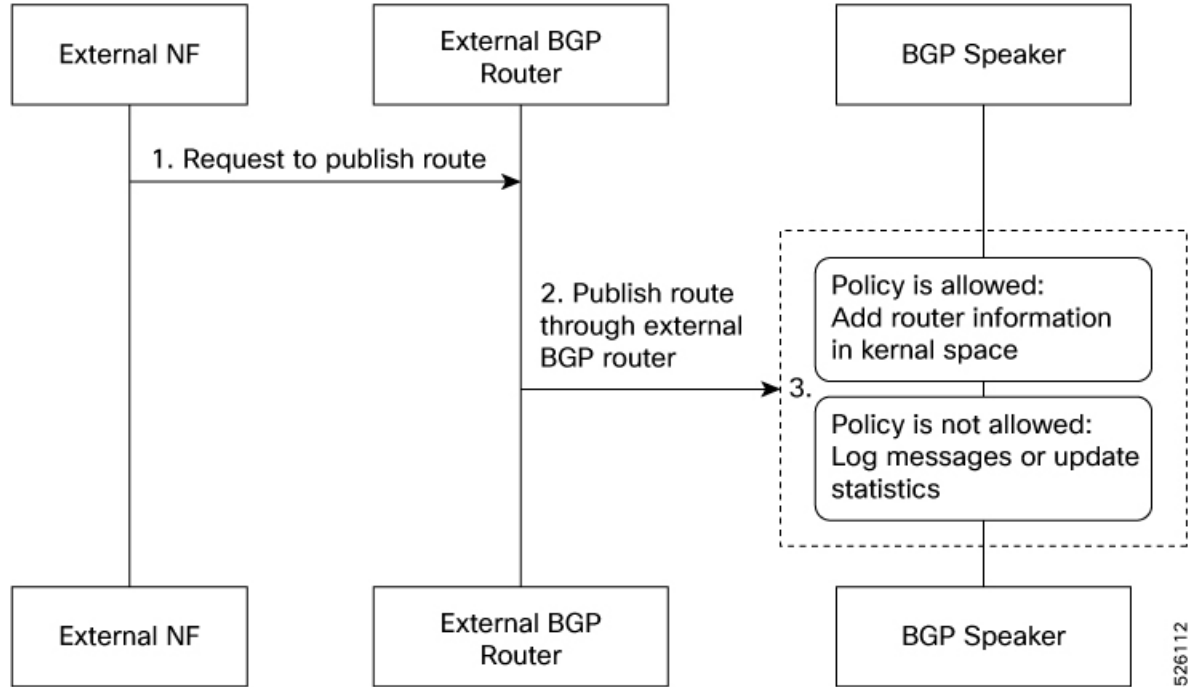 External NF
External BGP
Router
BGP Speaker
1. Request to publish route
2. Publish route
through external
BGP router
3.
Policy is allowed:
Add router information
in kernal space
Policy is not allowed:
Log messages or update
statistics
External NF
External BGP
Router
BGP Speaker
526112